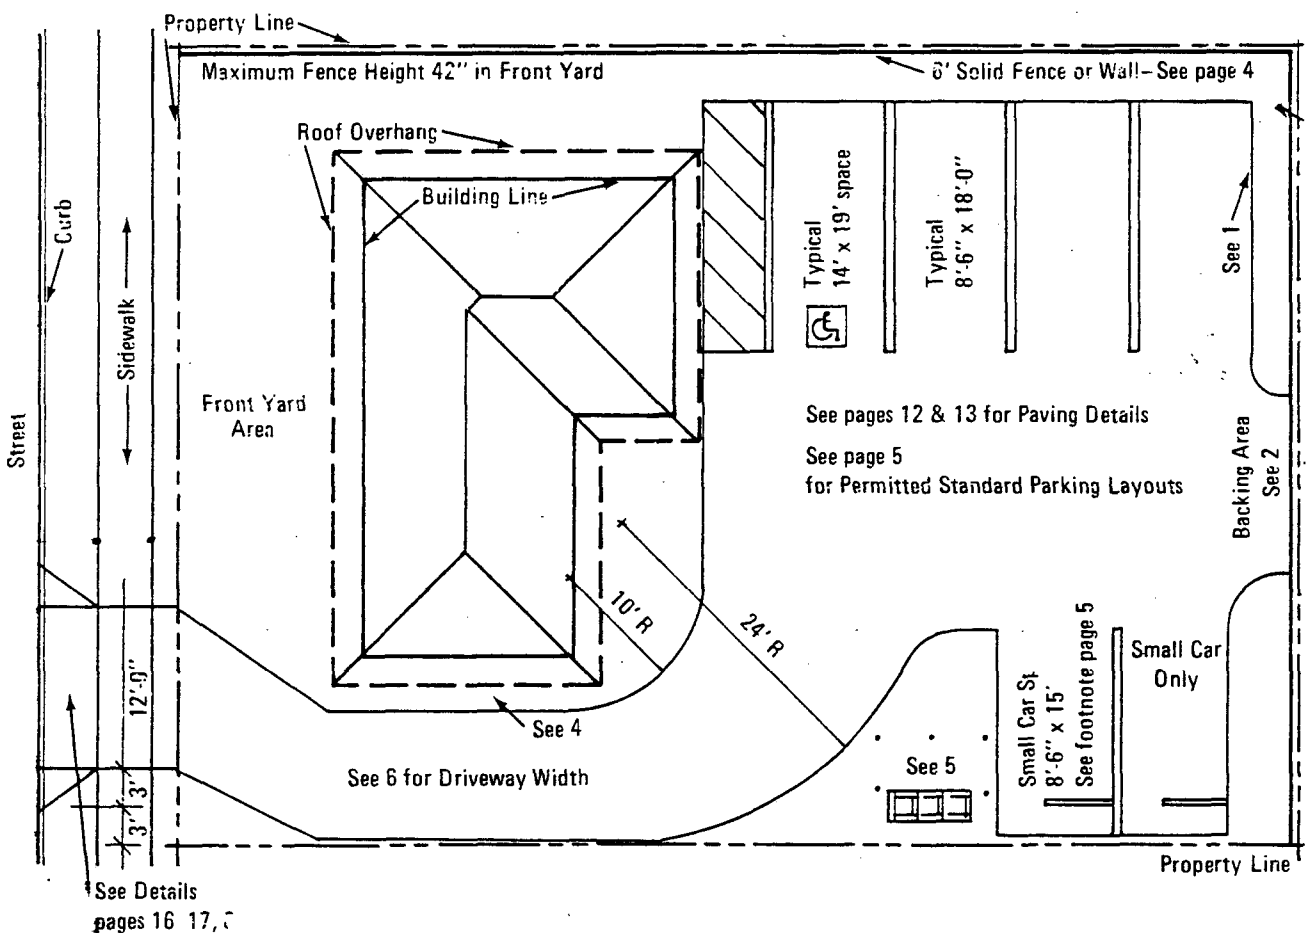 Property Line
Maximum Fence Height 42" in Front Yard
6' Solid Fence or Wall–See page 4
Roof Overhang
Building Line
Curb
Sidewalk
Street
Front Yard
Area
Typical
14' x 19' space
Typical
8'-6" x 18'-0"
See 1
See pages 12 & 13 for Paving Details
See page 5
for Permitted Standard Parking Layouts
Backing Area
See 2
10' R
24' R
12'-0"
3'
3'
See 4
See 6 for Driveway Width
See 5
Small Car
8'-6" x 15'
See footnote page 5
Small Car
Only
Property Line
See Details
pages 16 17,